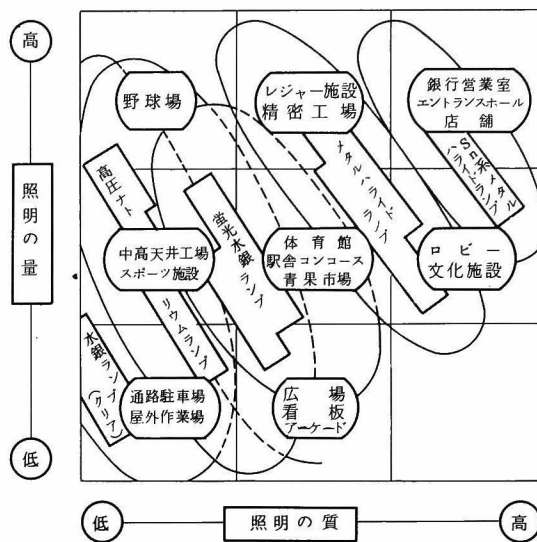 高
照明の量
低
野球場
レジャー施設
精密工場
銀行営業室
エントランスホール
店舗
高圧ナトリウムランプ
蛍光水銀ランプ
メタルハライドランプ
Sn系メタル
ハライドランプ
中高天井工場
スポーツ施設
体育館
駅舎コンコース
青果市場
ロビー
文化施設
水銀ランプ
(クリア)
通路駐車場
屋外作業場
広場
看板
アーケード
低
照明の質
高